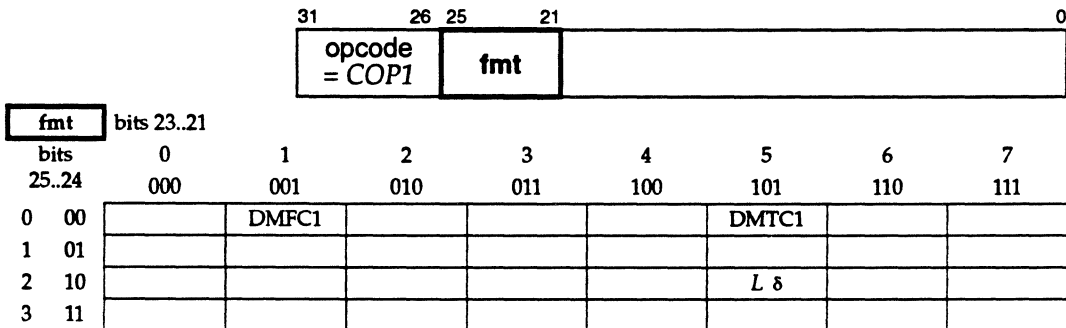 31 26 25 21 0
opcode
= COP1 fmt
fmt bits 23..21
bits 0 1 2 3 4 5 6 7
25..24 000 001 010 011 100 101 110 111
0 00 DMFC1 DMTC1
1 01
2 10 L δ
3 11